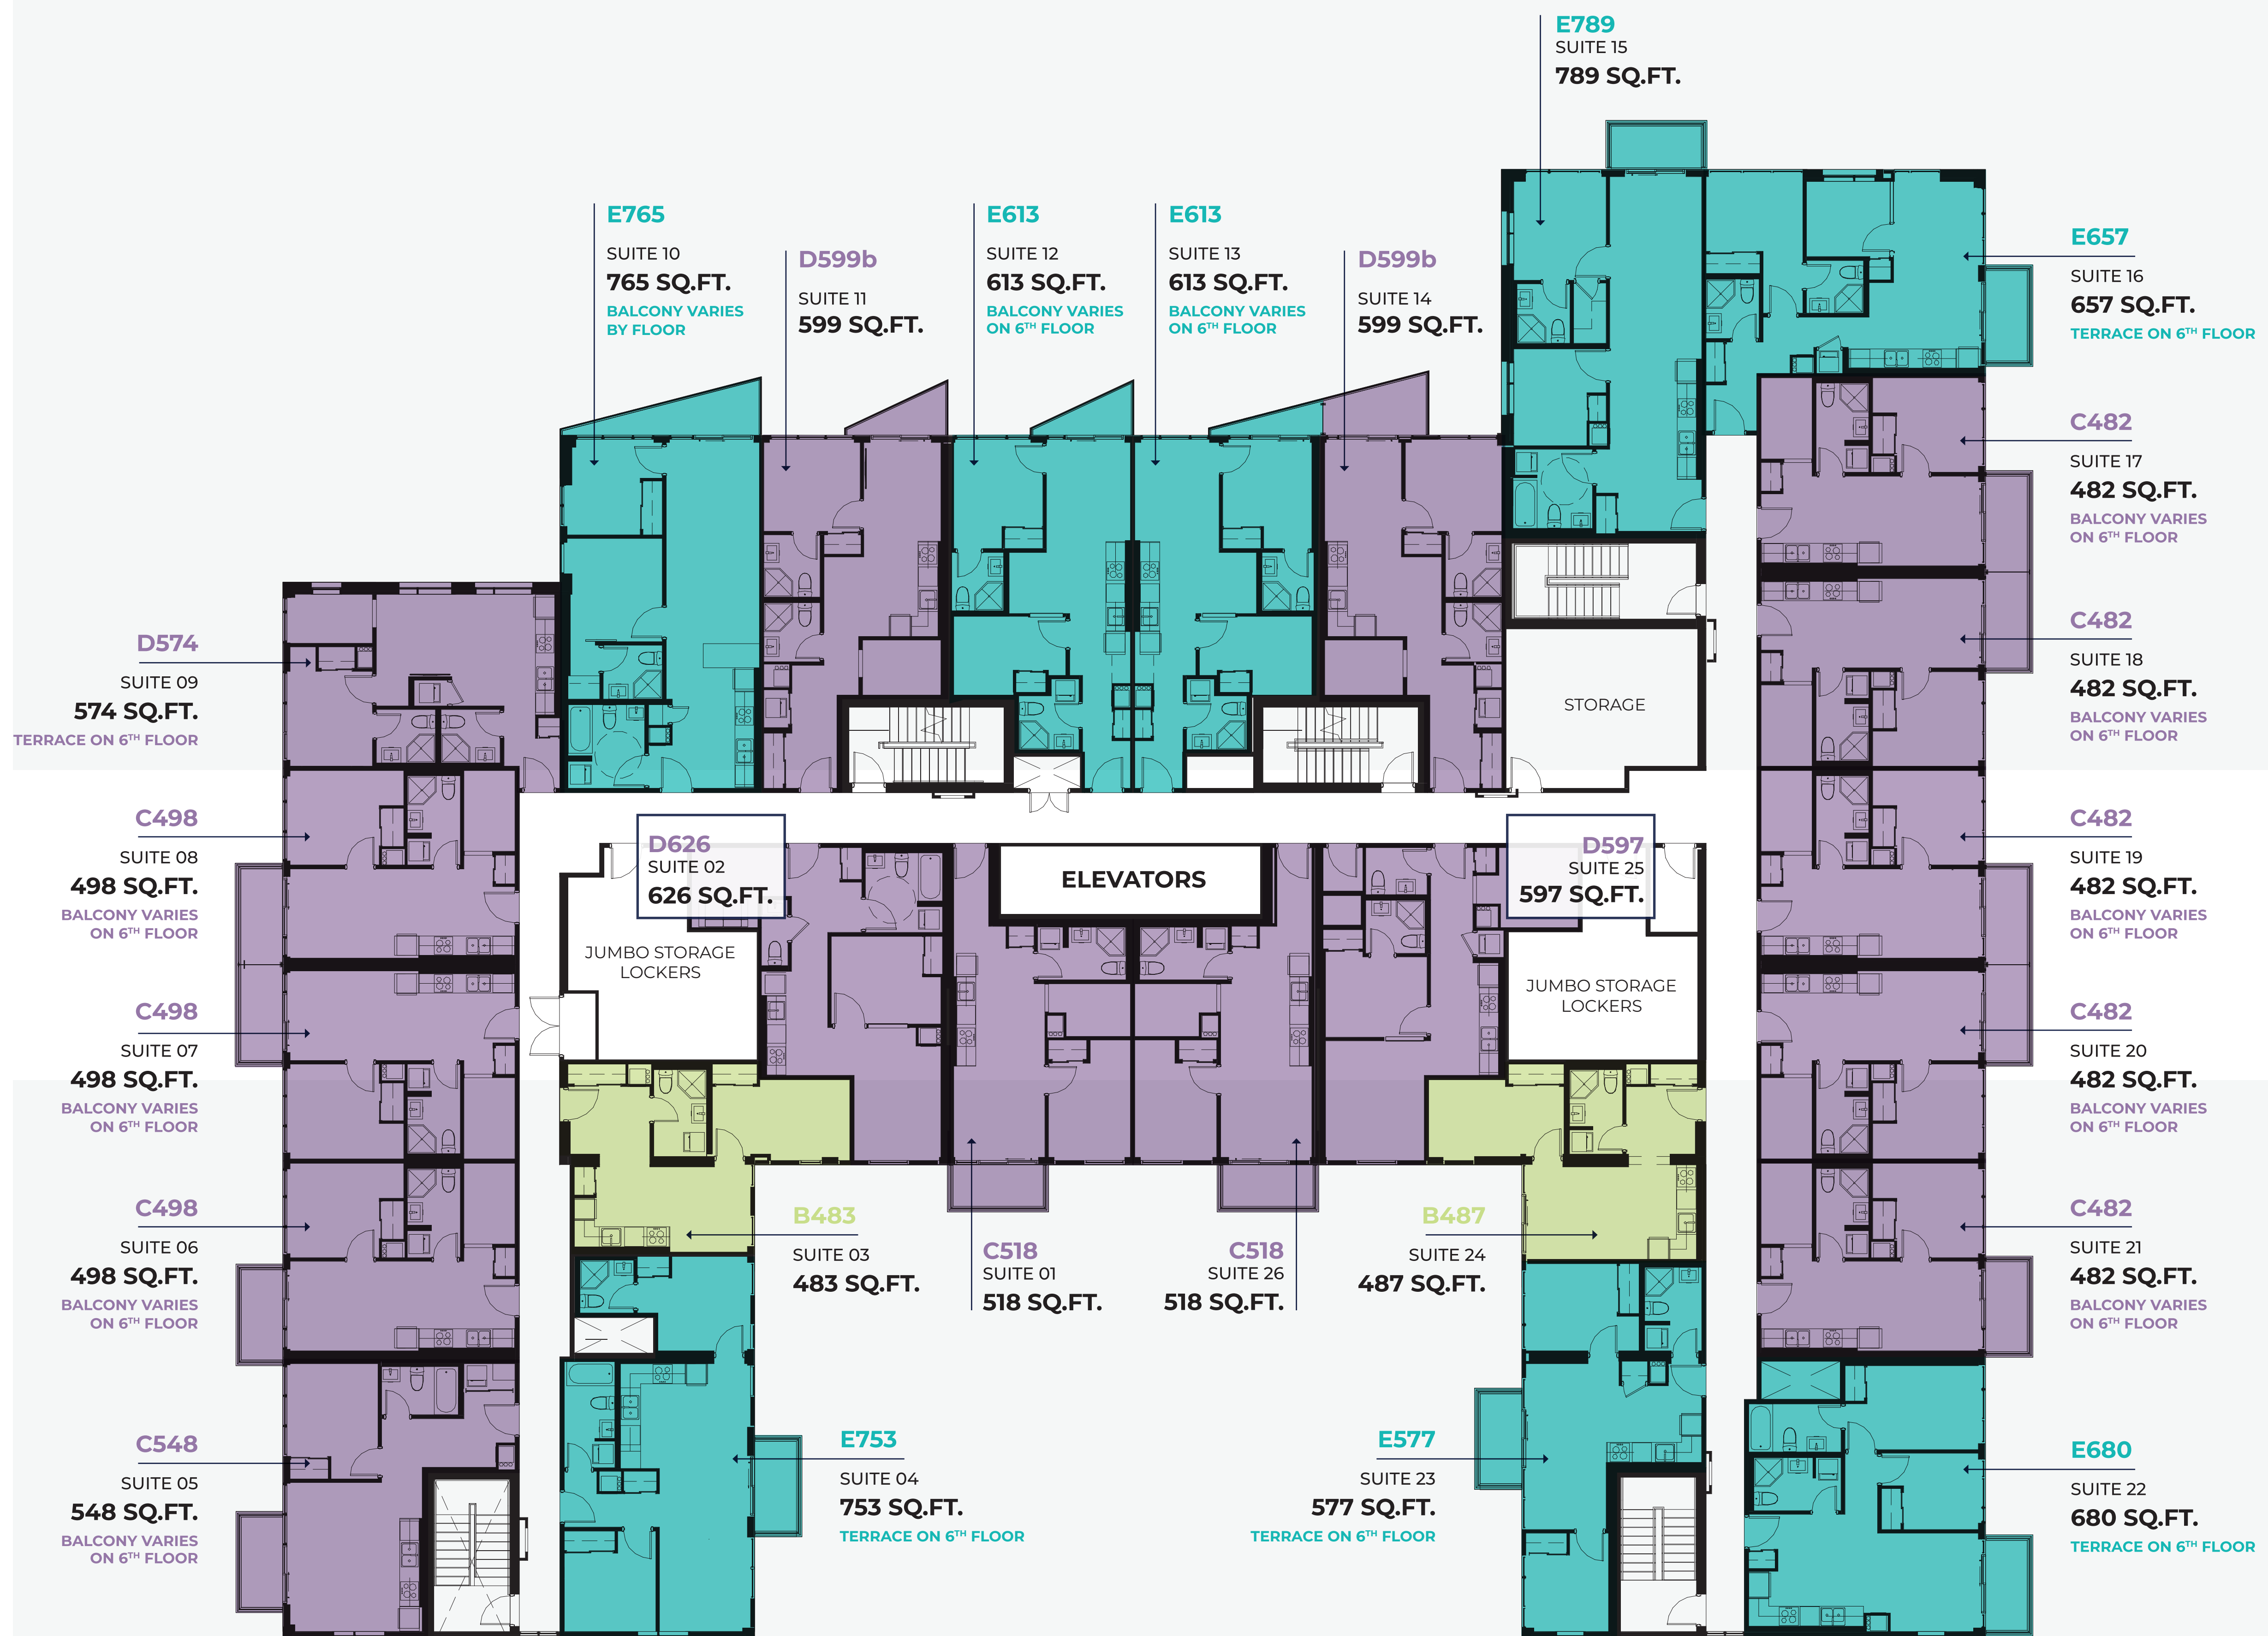 E789
SUITE 15
789 SQ.FT.
E765
SUITE 10
765 SQ.FT.
BALCONY VARIES
BY FLOOR
D599b
SUITE 11
599 SQ.FT.
E613
SUITE 12
613 SQ.FT.
BALCONY VARIES
ON 6TH FLOOR
E613
SUITE 13
613 SQ.FT.
BALCONY VARIES
ON 6TH FLOOR
D599b
SUITE 14
599 SQ.FT.
E657
SUITE 16
657 SQ.FT.
TERRACE ON 6TH FLOOR
C482
SUITE 17
482 SQ.FT.
BALCONY VARIES
ON 6TH FLOOR
D574
SUITE 09
574 SQ.FT.
TERRACE ON 6TH FLOOR
STORAGE
C482
SUITE 18
482 SQ.FT.
BALCONY VARIES
ON 6TH FLOOR
C498
SUITE 08
498 SQ.FT.
BALCONY VARIES
ON 6TH FLOOR
D626
SUITE 02
626 SQ.FT.
ELEVATORS
D597
SUITE 25
597 SQ.FT.
C482
SUITE 19
482 SQ.FT.
BALCONY VARIES
ON 6TH FLOOR
JUMBO STORAGE
LOCKERS
JUMBO STORAGE
LOCKERS
C498
SUITE 07
498 SQ.FT.
BALCONY VARIES
ON 6TH FLOOR
C482
SUITE 20
482 SQ.FT.
BALCONY VARIES
ON 6TH FLOOR
C498
SUITE 06
498 SQ.FT.
BALCONY VARIES
ON 6TH FLOOR
B483
SUITE 03
483 SQ.FT.
C518
SUITE 01
518 SQ.FT.
C518
SUITE 26
518 SQ.FT.
B487
SUITE 24
487 SQ.FT.
C482
SUITE 21
482 SQ.FT.
BALCONY VARIES
ON 6TH FLOOR
C548
SUITE 05
548 SQ.FT.
BALCONY VARIES
ON 6TH FLOOR
E753
SUITE 04
753 SQ.FT.
TERRACE ON 6TH FLOOR
E577
SUITE 23
577 SQ.FT.
TERRACE ON 6TH FLOOR
E680
SUITE 22
680 SQ.FT.
TERRACE ON 6TH FLOOR